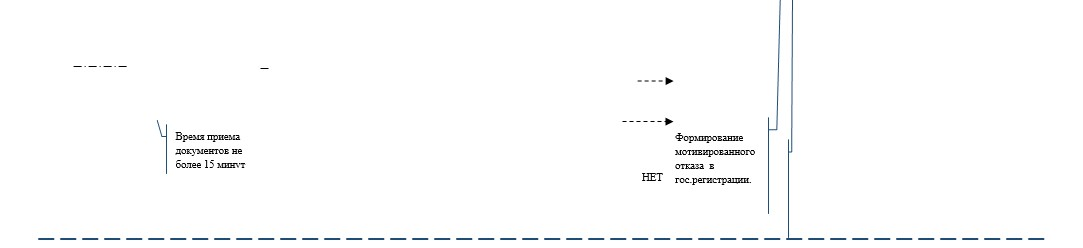 Время приема
документов не
более 15 минут
Формирование
мотивированного
отказа в
гос.регистрации.
НЕТ